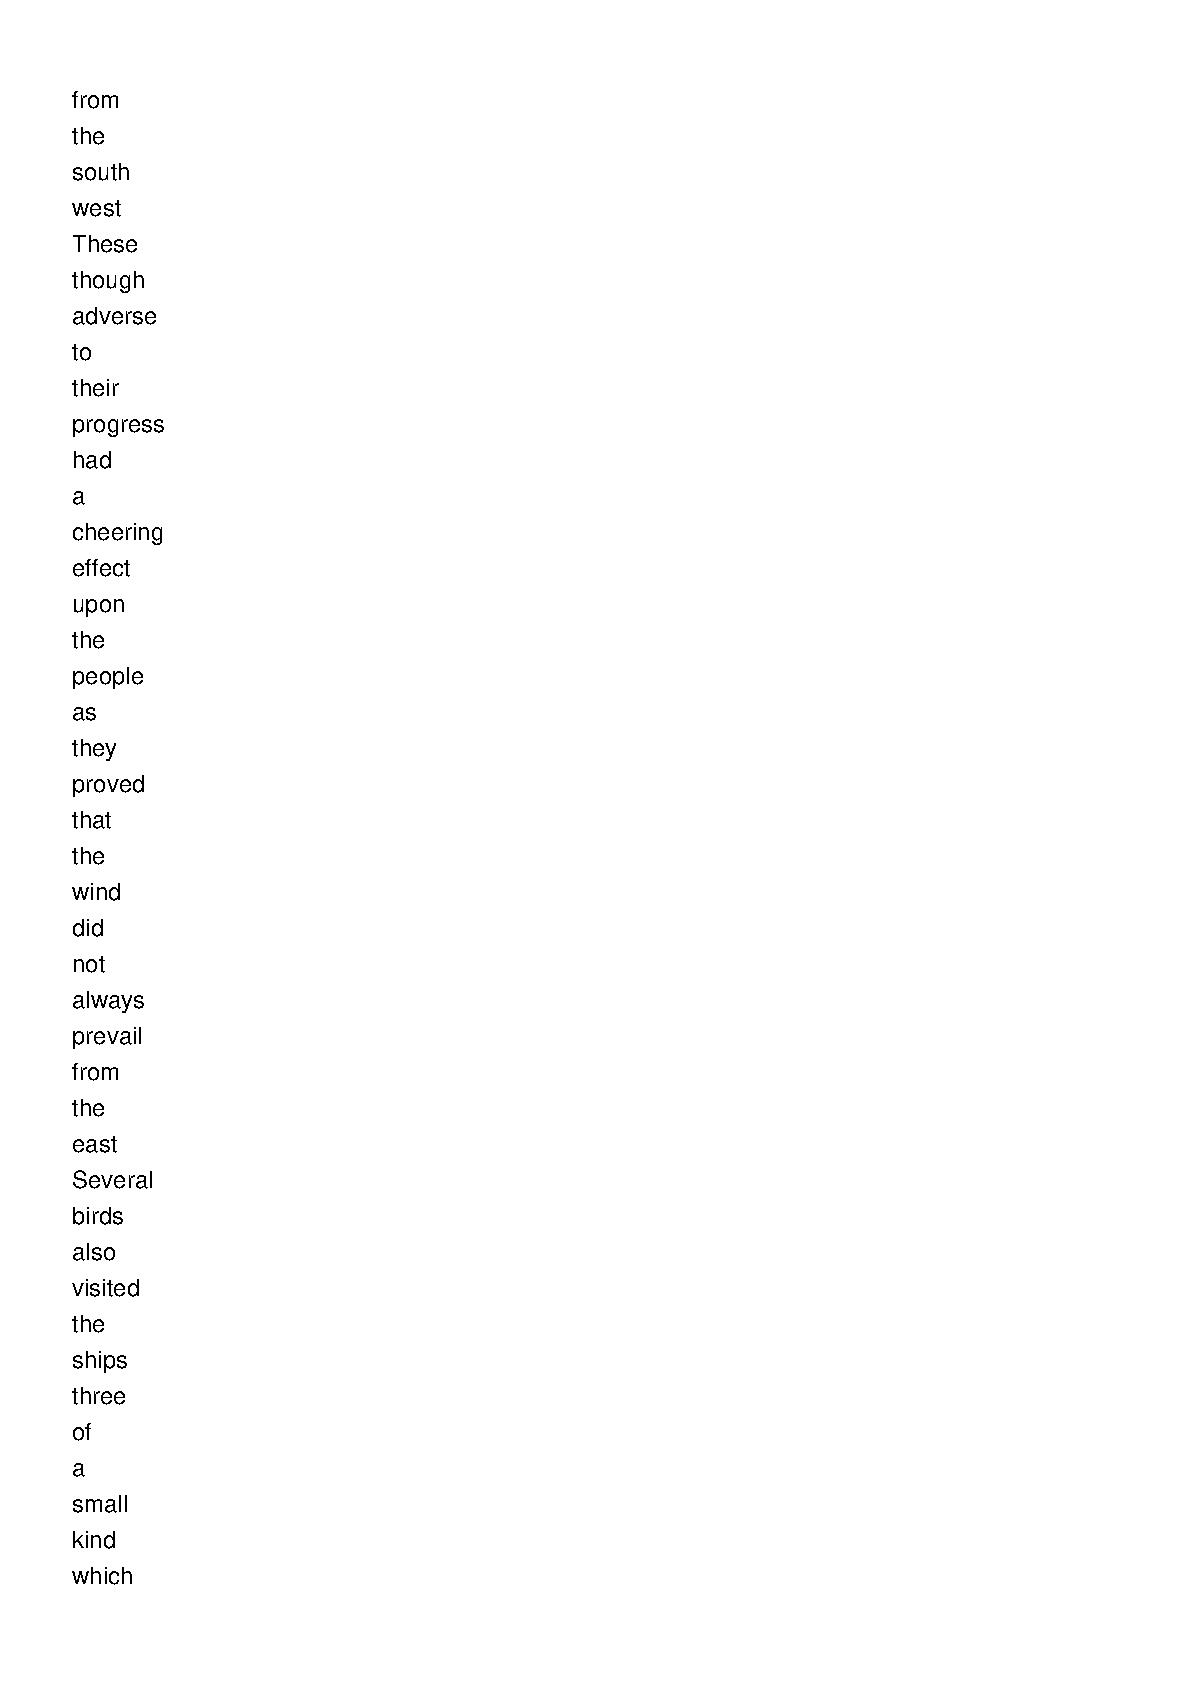 from
the
south
west
These
though
adverse
to
their
progress
had
a
cheering
effect
upon
the
people
as
they
proved
that
the
wind
did
not
always
prevail
from
the
east
Several
birds
also
visited
the
ships
three
of
a
small
kind
which